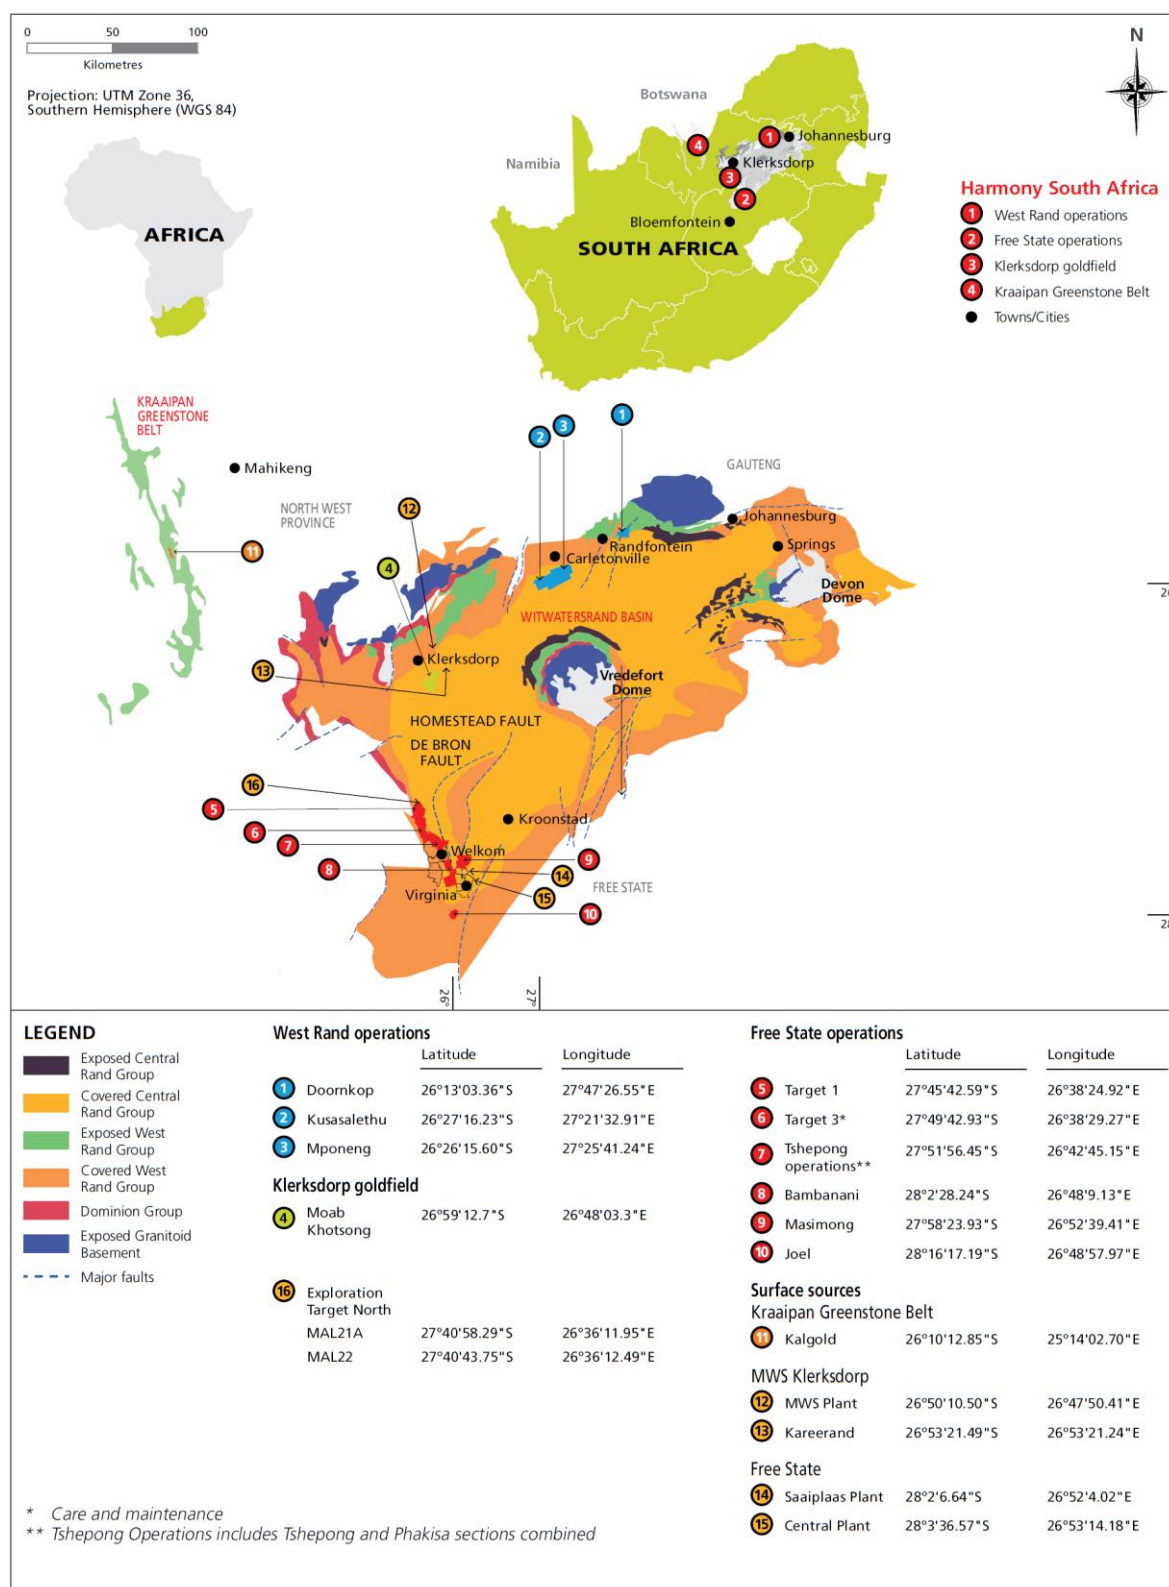 0 50 100
Kilometres
Projection: UTM Zone 36,
Southern Hemisphere (WGS 84)
N
AFRICA
Botswana
Namibia
1
Johannesburg
4
Klerksdorp
3
2
Bloemfontein
SOUTH AFRICA
Harmony South Africa
1 West Rand operations
2 Free State operations
3 Klerksdorp goldfield
4 Kraaipan Greenstone Belt
Towns/Cities
KRAAIPAN
GREENSTONE
BELT
Mahikeng
NORTH WEST
PROVINCE
GAUTENG
1
2
3
12
11
4
Johannesburg
Randfontein
Springs
Carletonville
Devon
Dome
26
WITWATERSRAND BASIN
Klerksdorp
13
Vredefort
Dome
HOMESTEAD FAULT
DE BRON
FAULT
16
5
6
7
8
Kroonstad
Welkom
9
14
15
Virginia
FREE STATE
10
28
26°
27°
LEGEND
Exposed Central
Rand Group
Covered Central
Rand Group
Exposed West
Rand Group
Covered West
Rand Group
Dominion Group
Exposed Granitoid
Basement
Major faults
West Rand operations
Latitude Longitude
1 Doornkop 26°13'03.36"S 27°47'26.55"E
2 Kusasalethu 26°27'16.23"S 27°21'32.91"E
3 Mponeng 26°26'15.60"S 27°25'41.24"E
Klerksdorp goldfield
4 Moab 26°59'12.7"S 26°48'03.3"E
Khotsong
16 Exploration
Target North
MAL21A 27°40'58.29"S 26°36'11.95"E
MAL22 27°40'43.75"S 26°36'12.49"E
Free State operations
Latitude Longitude
5 Target 1 27°45'42.59"S 26°38'24.92"E
6 Target 3* 27°49'42.93"S 26°38'29.27"E
7 Tshepong 27°51'56.45"S 26°42'45.15"E
operations**
8 Bambanani 28°2'28.24"S 26°48'9.13"E
9 Masimong 27°58'23.93"S 26°52'39.41"E
10 Joel 28°16'17.19"S 26°48'57.97"E
Surface sources
Kraaipan Greenstone Belt
11 Kalgold 26°10'12.85"S 25°14'02.70"E
MWS Klerksdorp
12 MWS Plant 26°50'10.50"S 26°47'50.41"E
13 Kareerand 26°53'21.49"S 26°53'21.24"E
Free State
14 Saaiplaas Plant 28°2'6.64"S 26°52'4.02"E
15 Central Plant 28°3'36.57"S 26°53'14.18"E
* Care and maintenance
** Tshepong Operations includes Tshepong and Phakisa sections combined